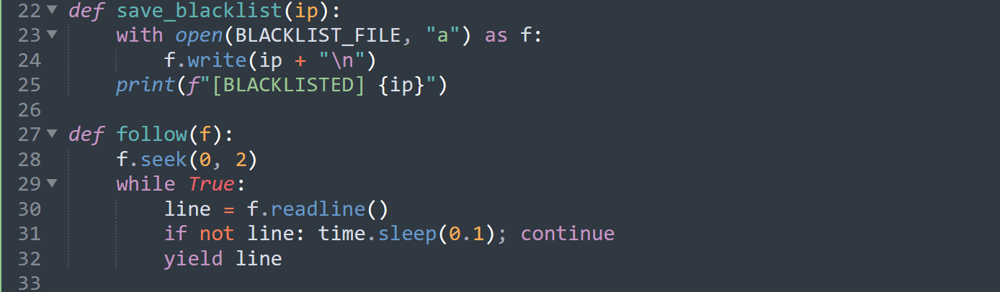 22 def save_blacklist(ip):
23     with open(BLACKLIST_FILE, "a") as f:
24         f.write(ip + "\n")
25     print(f"[BLACKLISTED] {ip}")
26
27 def follow(f):
28     f.seek(0, 2)
29     while True:
30         line = f.readline()
31         if not line: time.sleep(0.1); continue
32         yield line
33